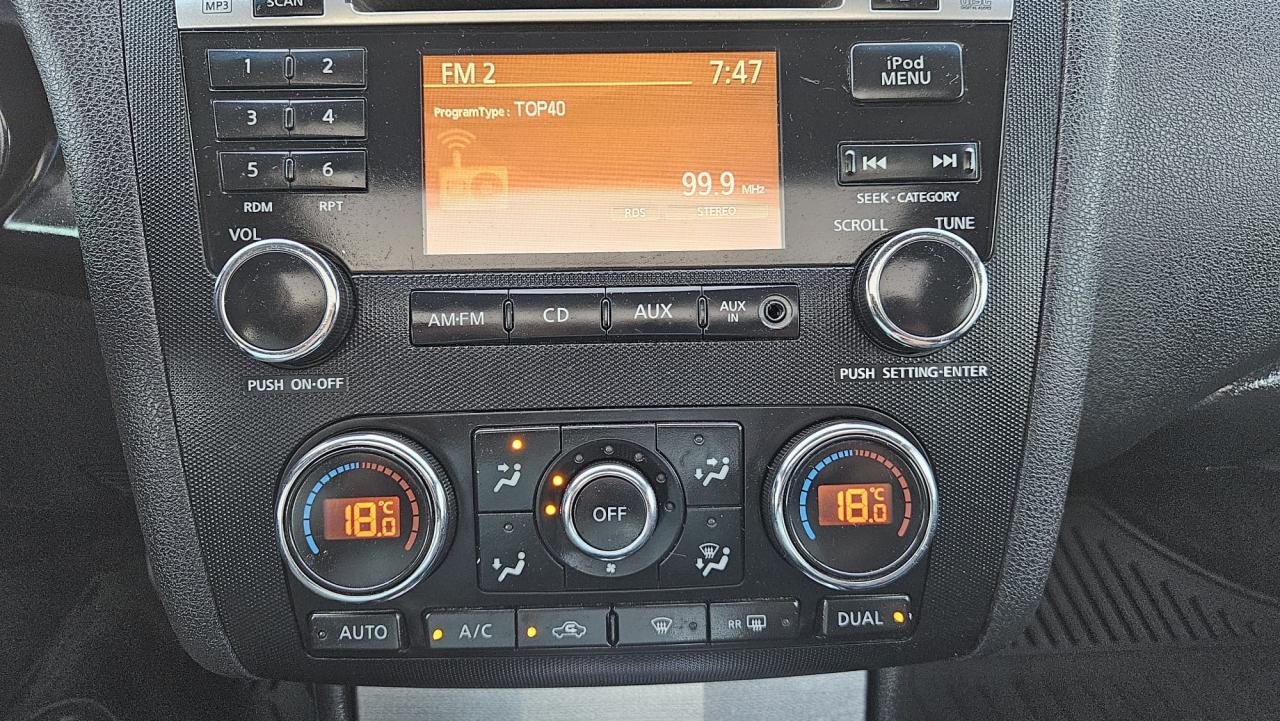 MP3
SCAN
1 2
3 4
5 6
RDM RPT
VOL
PUSH ON·OFF
FM 2 7:47
ProgramType : TOP40
99.9 MHz
RDS STEREO
iPod
MENU
SEEK·CATEGORY
SCROLL TUNE
PUSH SETTING·ENTER
AM·FM CD AUX AUX
IN
18.0 °C
OFF
18.0 °C
AUTO A/C RR DUAL